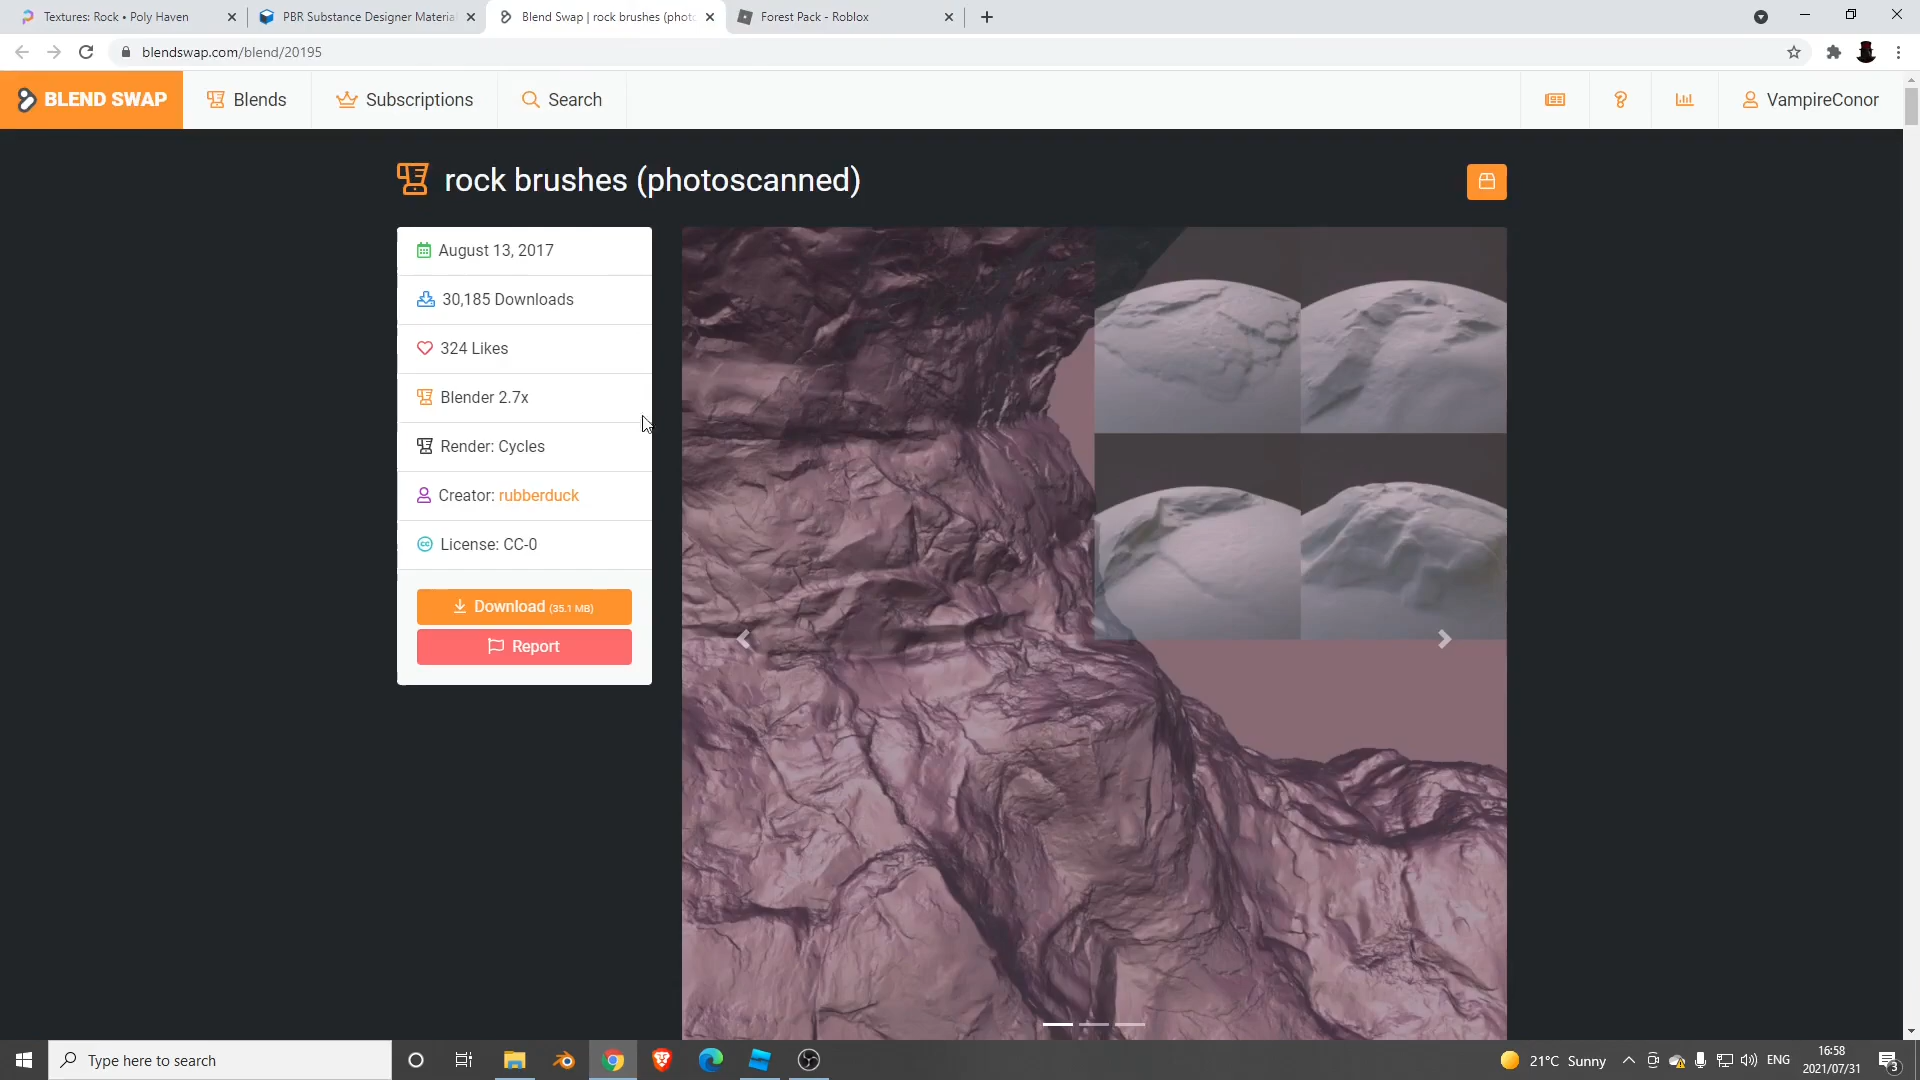 Textures: Rock • Poly Haven
PBR Substance Designer Material
Blend Swap | rock brushes (phot
Forest Pack - Roblox
blendswap.com/blend/20195
BLEND SWAP
Blends
Subscriptions
Search
VampireConor
rock brushes (photoscanned)
August 13, 2017
30,185 Downloads
324 Likes
Blender 2.7x
Render: Cycles
Creator: rubberduck
License: CC-0
Download (35.1 MB)
Report
Type here to search
21°C Sunny
ENG
16:58
2021/07/31
3